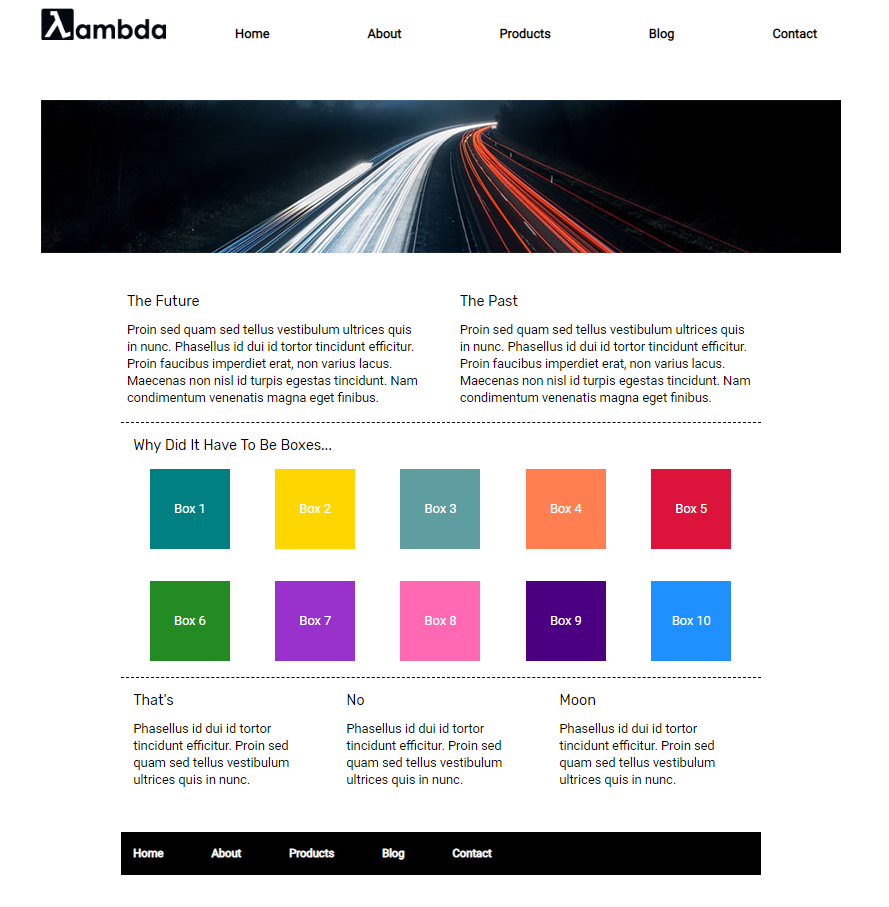 λambda
Home About Products Blog Contact
The Future
Proin sed quam sed tellus vestibulum ultrices quis
in nunc. Phasellus id dui id tortor tincidunt efficitur.
Proin faucibus imperdiet erat, non varius lacus.
Maecenas non nisl id turpis egestas tincidunt. Nam
condimentum venenatis magna eget finibus.
The Past
Proin sed quam sed tellus vestibulum ultrices quis
in nunc. Phasellus id dui id tortor tincidunt efficitur.
Proin faucibus imperdiet erat, non varius lacus.
Maecenas non nisl id turpis egestas tincidunt. Nam
condimentum venenatis magna eget finibus.
Why Did It Have To Be Boxes...
Box 1 Box 2 Box 3 Box 4 Box 5
Box 6 Box 7 Box 8 Box 9 Box 10
That's
Phasellus id dui id tortor
tincidunt efficitur. Proin sed
quam sed tellus vestibulum
ultrices quis in nunc.
No
Phasellus id dui id tortor
tincidunt efficitur. Proin sed
quam sed tellus vestibulum
ultrices quis in nunc.
Moon
Phasellus id dui id tortor
tincidunt efficitur. Proin sed
quam sed tellus vestibulum
ultrices quis in nunc.
Home About Products Blog Contact